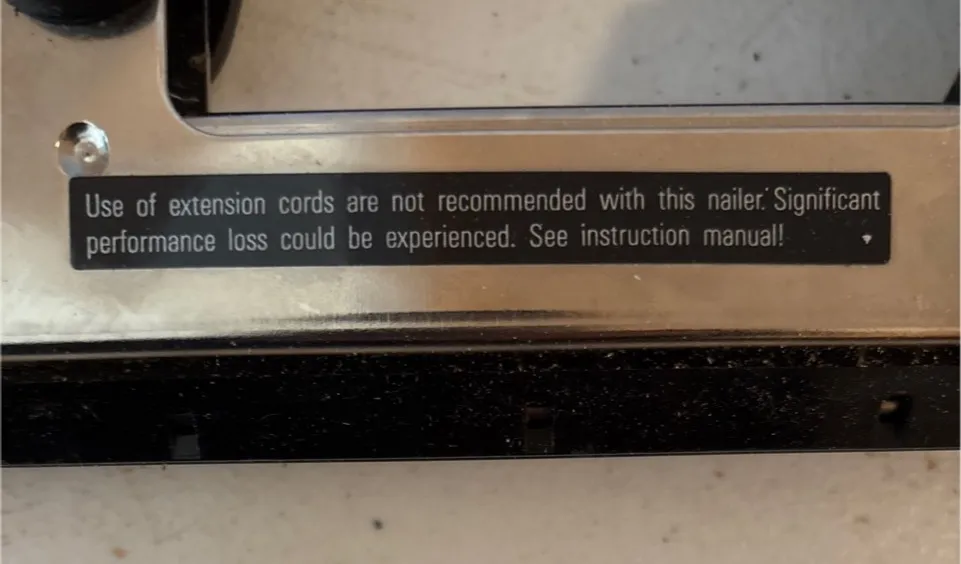 Use of extension cords are not recommended with this nailer. Significant
performance loss could be experienced. See instruction manual!